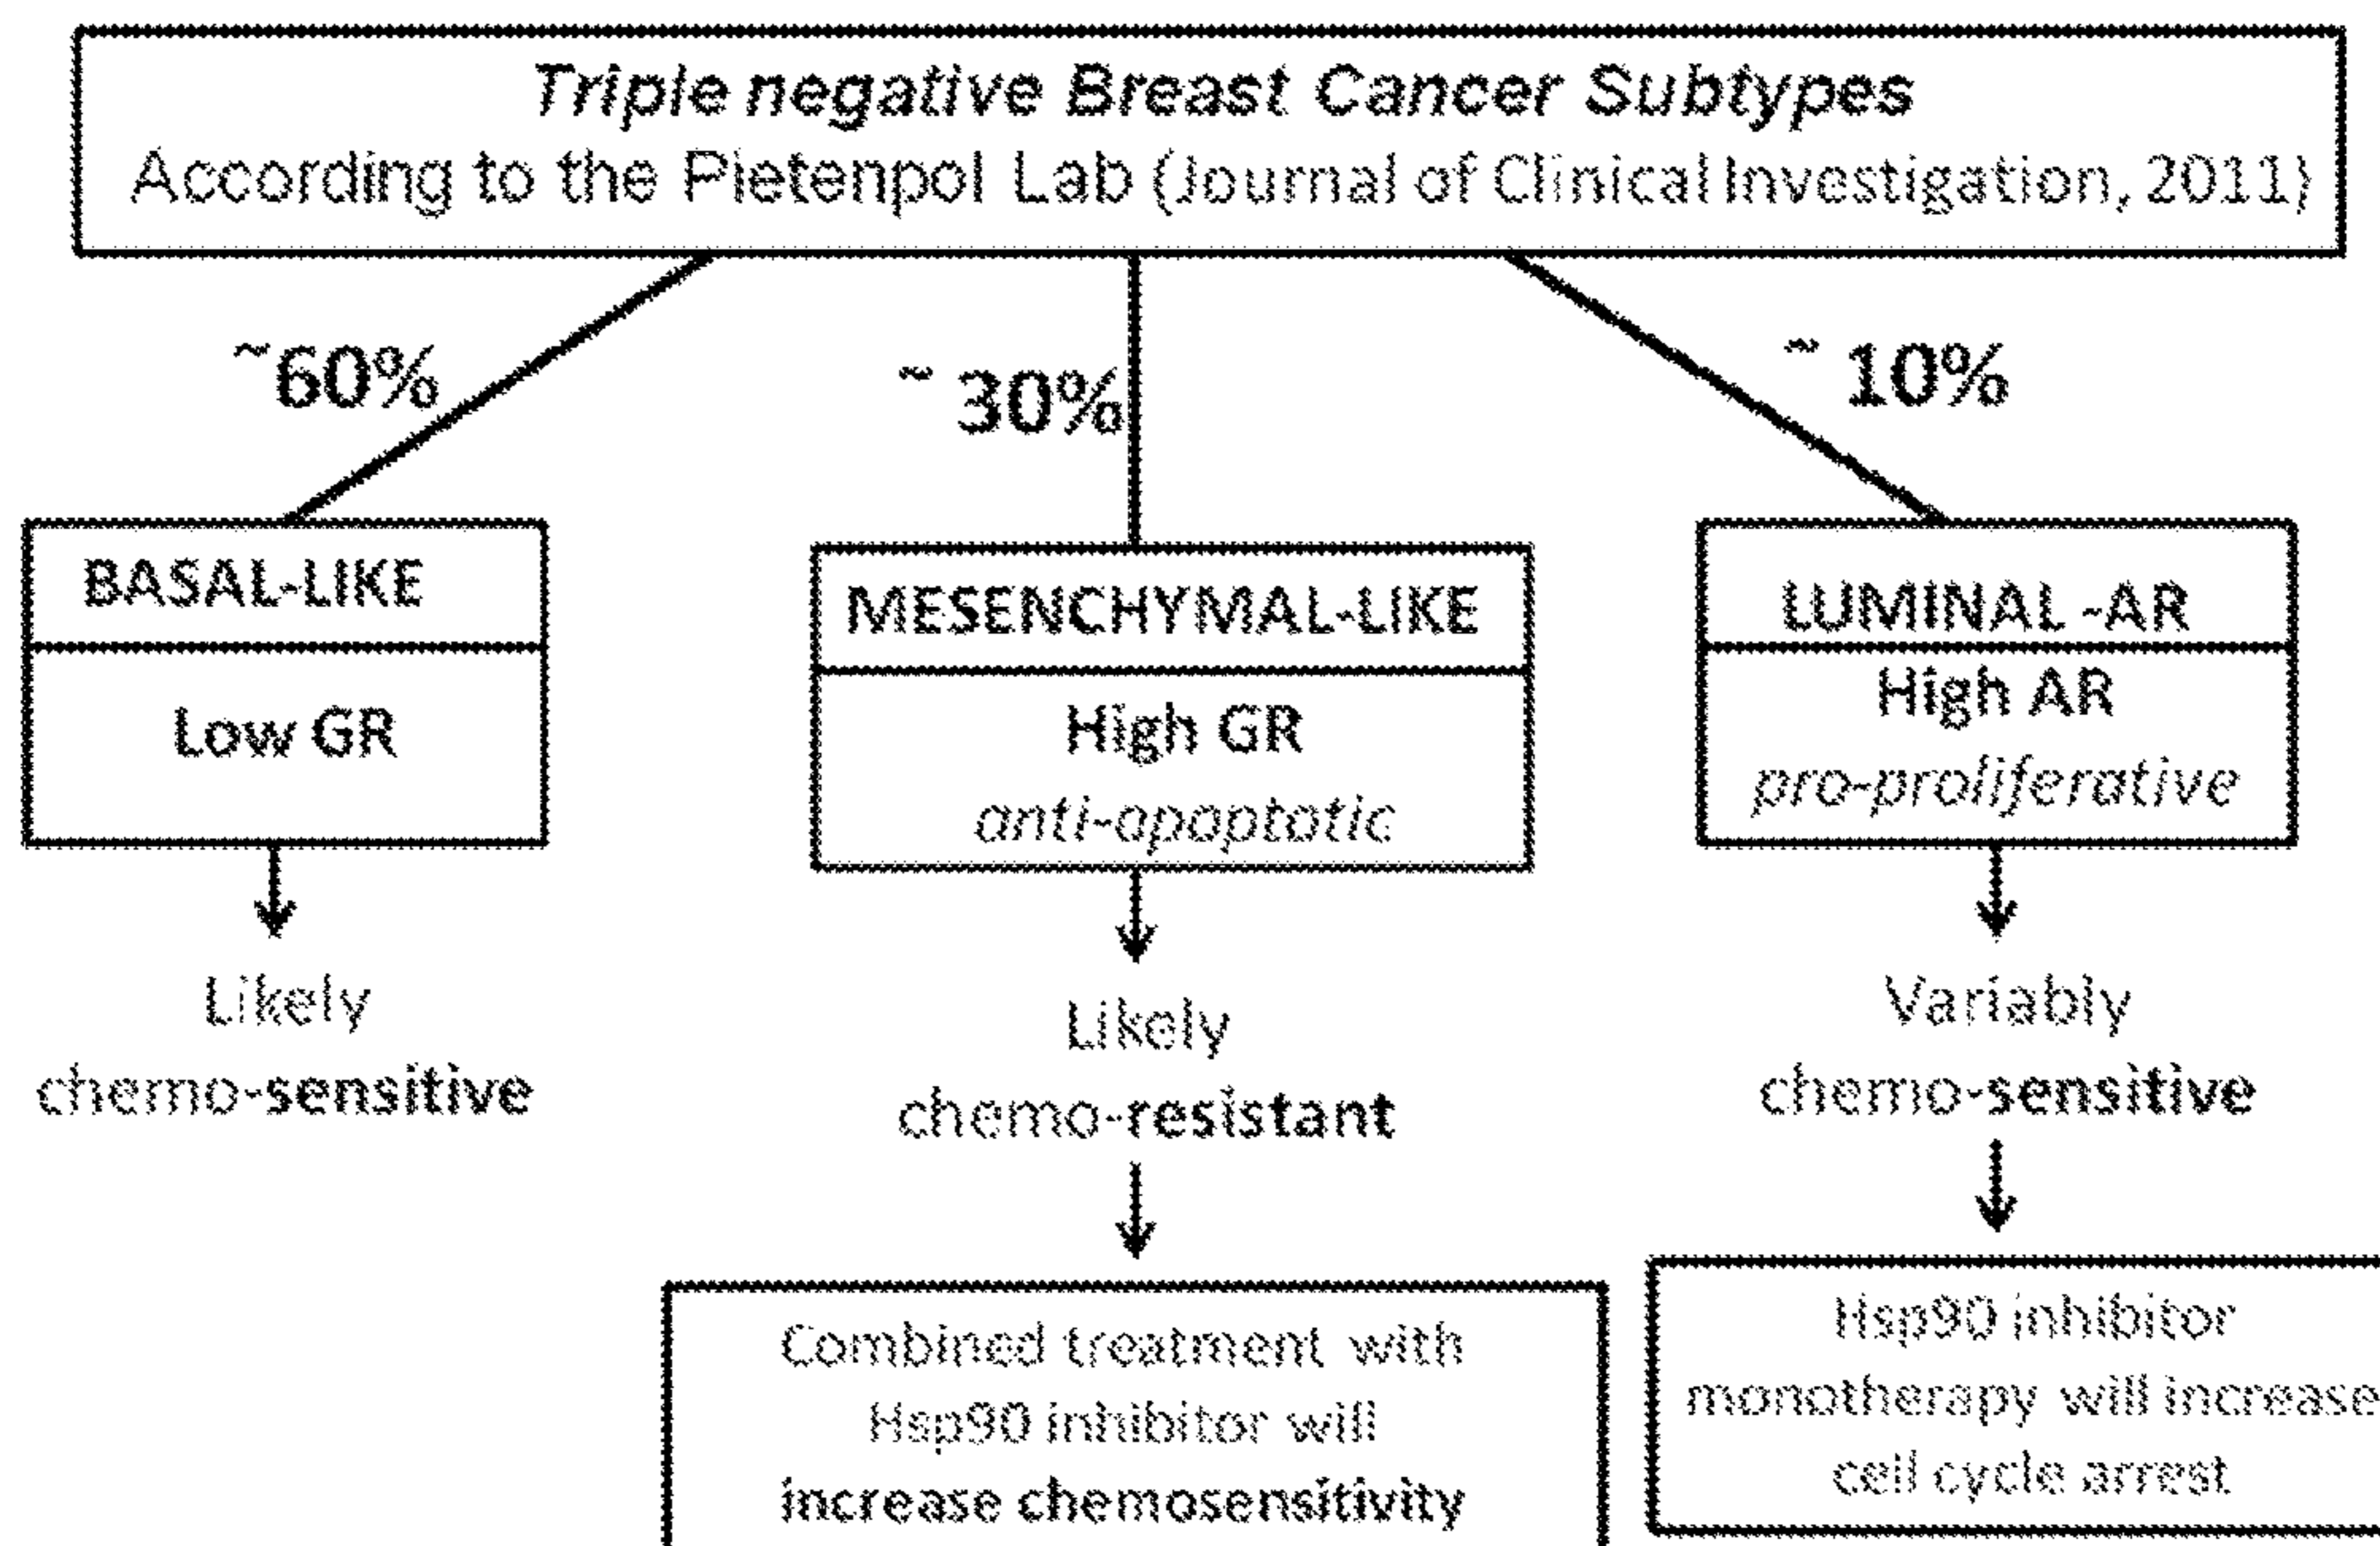 Triple negative Breast Cancer Subtypes
According to the Pietenpol Lab (Journal of Clinical Investigation, 2011)
~60%
~ 30%
~ 10%
BASAL-LIKE
Low GR
Likely
chemo-sensitive
MESENCHYMAL-LIKE
High GR
anti-apoptotic
Likely
chemo-resistant
Combined treatment with
Hsp90 inhibitor will
increase chemosensitivity
LUMINAL -AR
High AR
pro-proliferative
Variably
chemo-sensitive
Hsp90 inhibitor
monotherapy will increase
cell cycle arrest